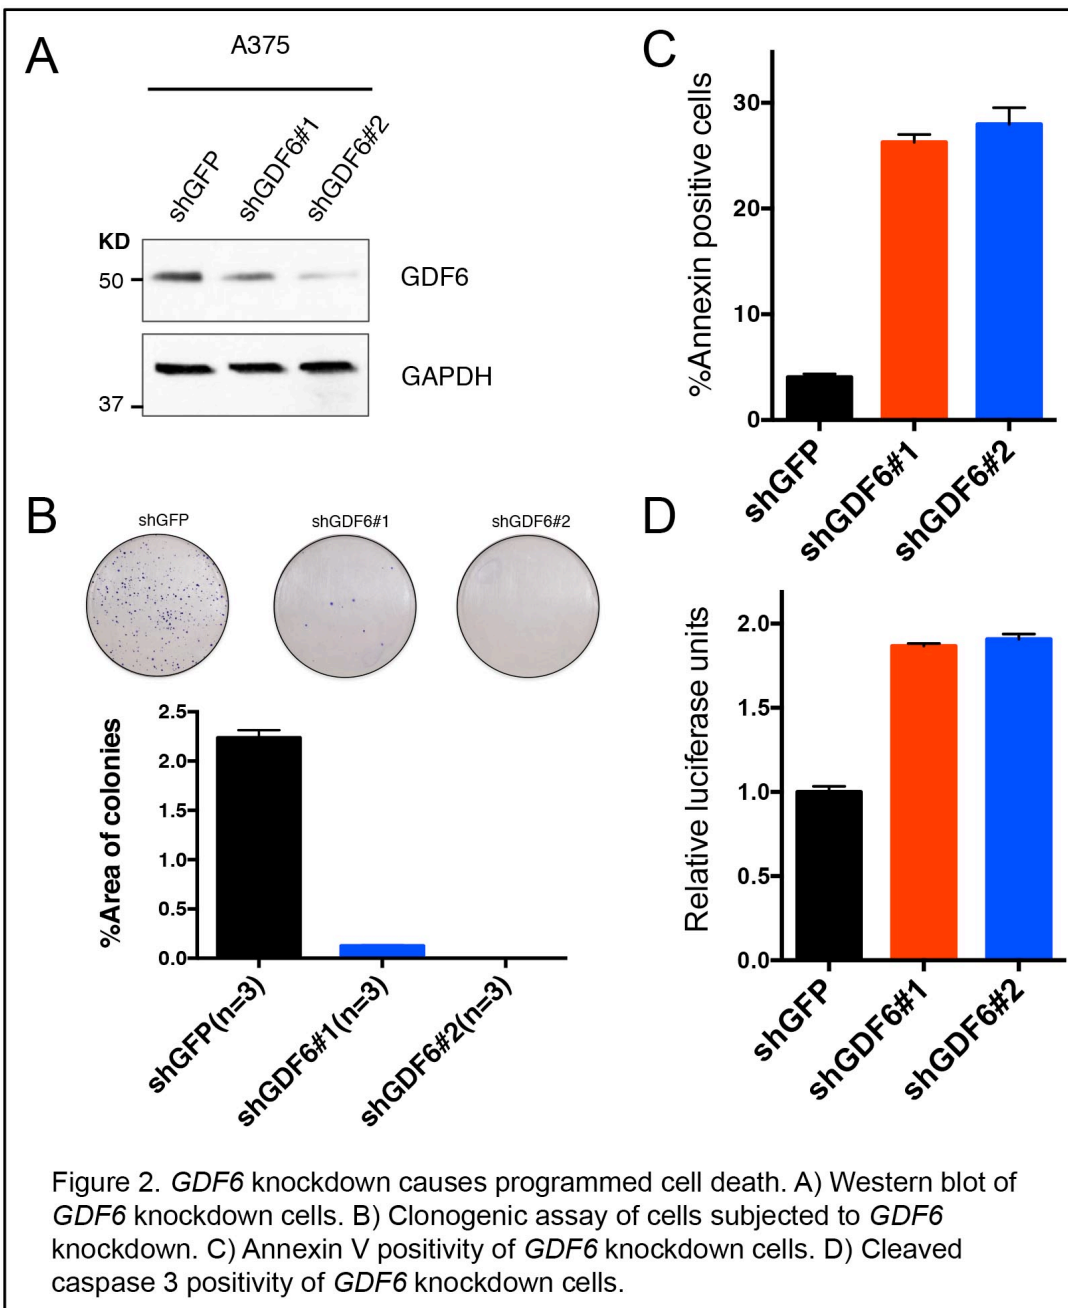 A
A375
shGFP
shGDF6#1
shGDF6#2
KD
50
GDF6
37
GAPDH
B
shGFP
shGDF6#1
shGDF6#2
%Area of colonies
2.5
2.0
1.5
1.0
0.5
0.0
shGFP(n=3)
shGDF6#1(n=3)
shGDF6#2(n=3)
C
%Annexin positive cells
30
20
10
0
shGFP
shGDF6#1
shGDF6#2
D
Relative luciferase units
2.0
1.5
1.0
0.5
0.0
shGFP
shGDF6#1
shGDF6#2
Figure 2. GDF6 knockdown causes programmed cell death. A) Western blot of
GDF6 knockdown cells. B) Clonogenic assay of cells subjected to GDF6
knockdown. C) Annexin V positivity of GDF6 knockdown cells. D) Cleaved
caspase 3 positivity of GDF6 knockdown cells.